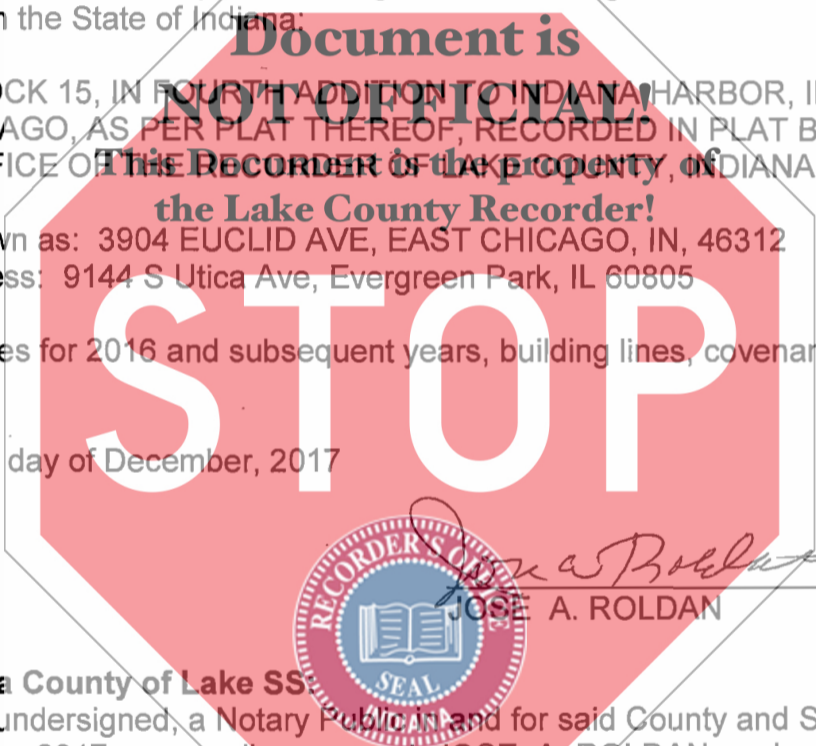 n the State of Indiana:
Document is
CK 15, IN FOURTH ADDITION TO INDIANA HARBOR, I
NOT OFFICIAL!
AGO, AS PER PLAT THEREOF, RECORDED IN PLAT B
FICE OF THE RECORDER OF LAKE COUNTY, INDIANA
This Document is the property of
the Lake County Recorder!
wn as: 3904 EUCLID AVE, EAST CHICAGO, IN, 46312
ess: 9144 S Utica Ave, Evergreen Park, IL 60805
STOP
es for 2016 and subsequent years, building lines, covenan
day of December, 2017
RECORDER'S OFFICE
SEAL
INDIANA
Jose A Roldan
JOSE A. ROLDAN
a County of Lake SS:
undersigned, a Notary Public in and for said County and S